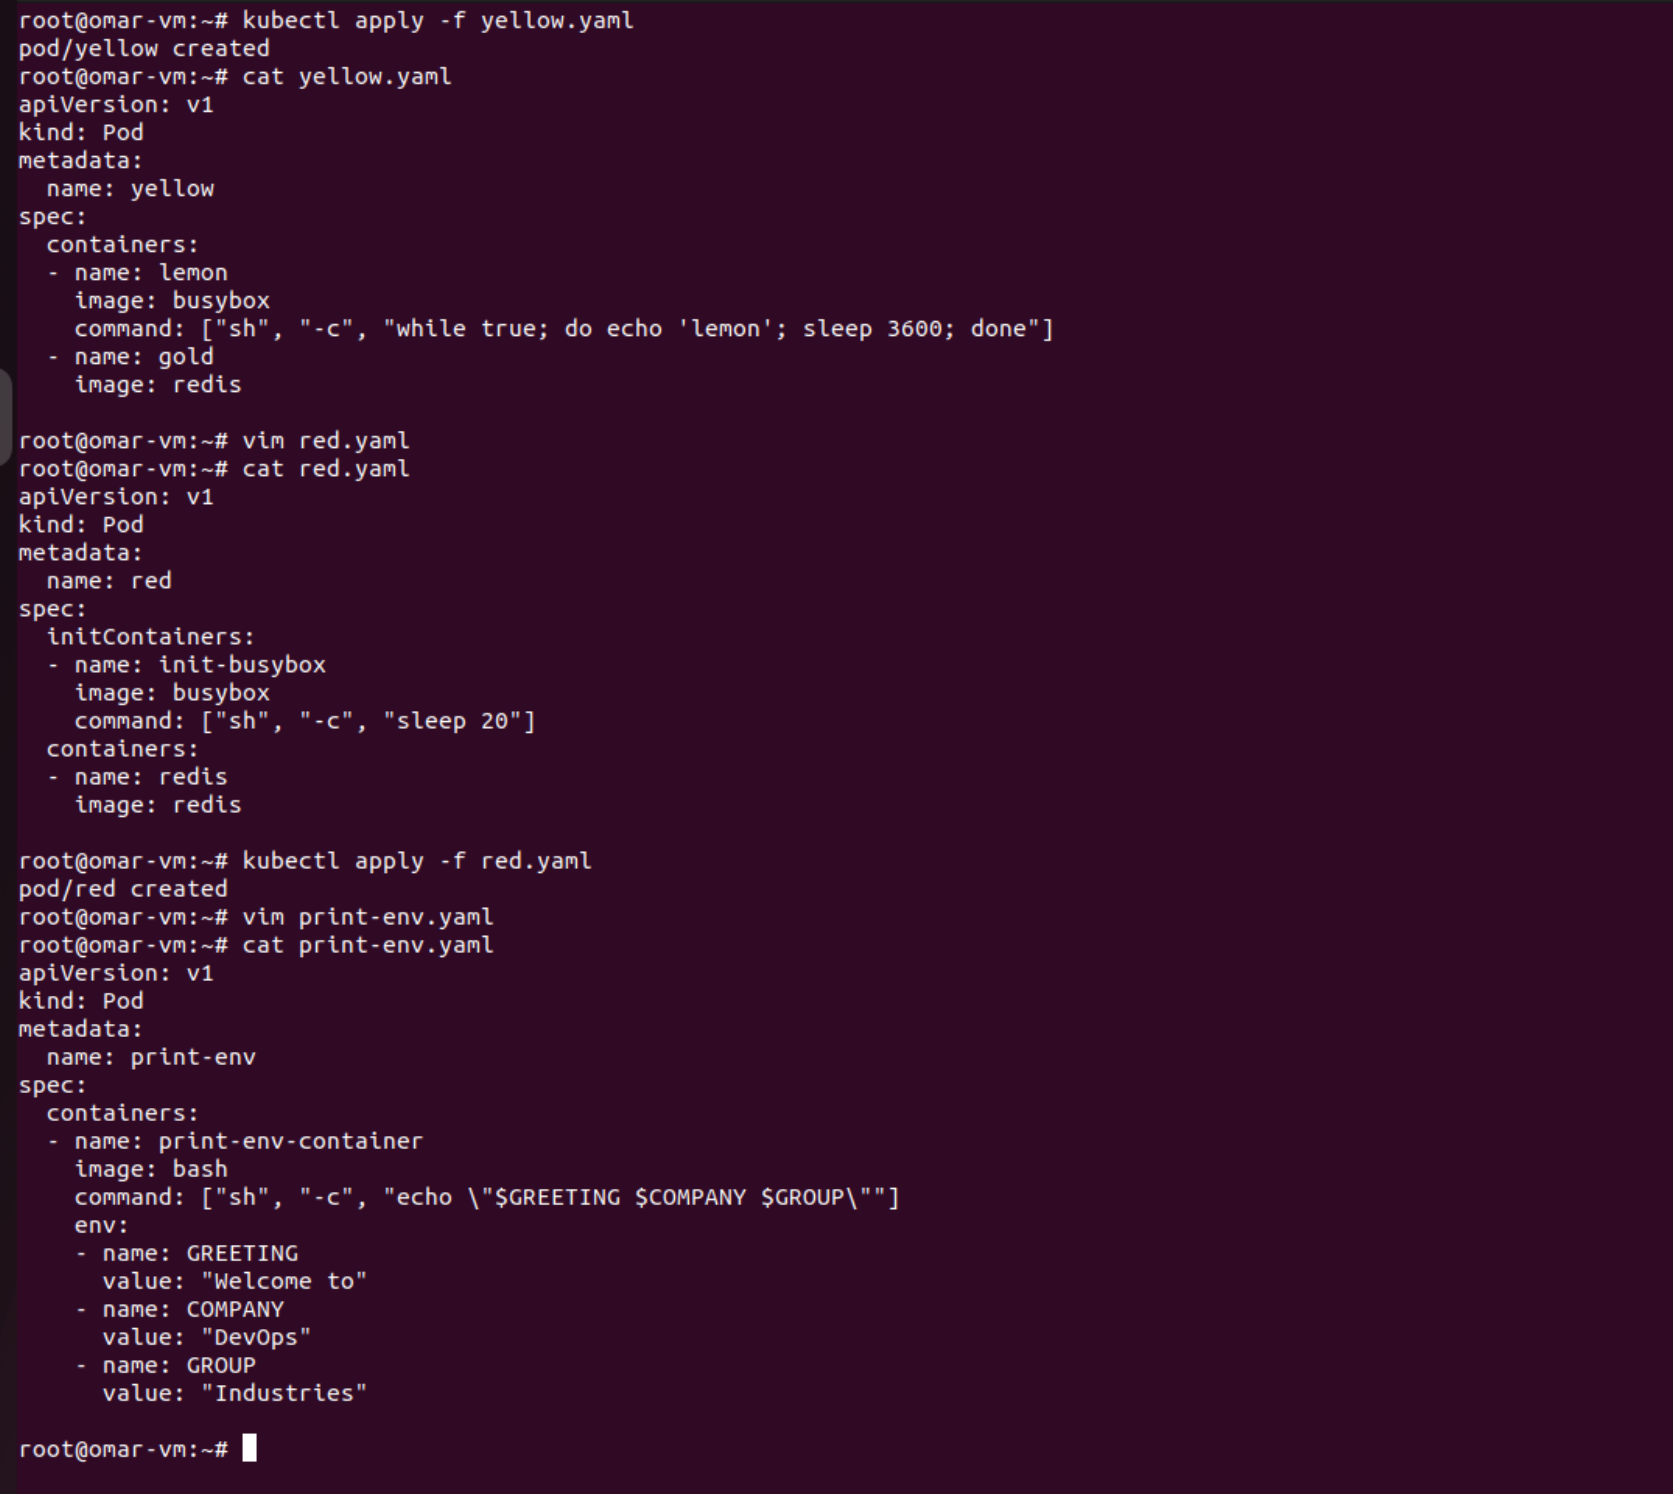 root@omar-vm:~# kubectl apply -f yellow.yaml
pod/yellow created
root@omar-vm:~# cat yellow.yaml
apiVersion: v1
kind: Pod
metadata:
  name: yellow
spec:
  containers:
  - name: lemon
    image: busybox
    command: ["sh", "-c", "while true; do echo 'lemon'; sleep 3600; done"]
  - name: gold
    image: redis

root@omar-vm:~# vim red.yaml
root@omar-vm:~# cat red.yaml
apiVersion: v1
kind: Pod
metadata:
  name: red
spec:
  initContainers:
  - name: init-busybox
    image: busybox
    command: ["sh", "-c", "sleep 20"]
  containers:
  - name: redis
    image: redis

root@omar-vm:~# kubectl apply -f red.yaml
pod/red created
root@omar-vm:~# vim print-env.yaml
root@omar-vm:~# cat print-env.yaml
apiVersion: v1
kind: Pod
metadata:
  name: print-env
spec:
  containers:
  - name: print-env-container
    image: bash
    command: ["sh", "-c", "echo \"$GREETING $COMPANY $GROUP\""]
    env:
    - name: GREETING
      value: "Welcome to"
    - name: COMPANY
      value: "DevOps"
    - name: GROUP
      value: "Industries"

root@omar-vm:~#